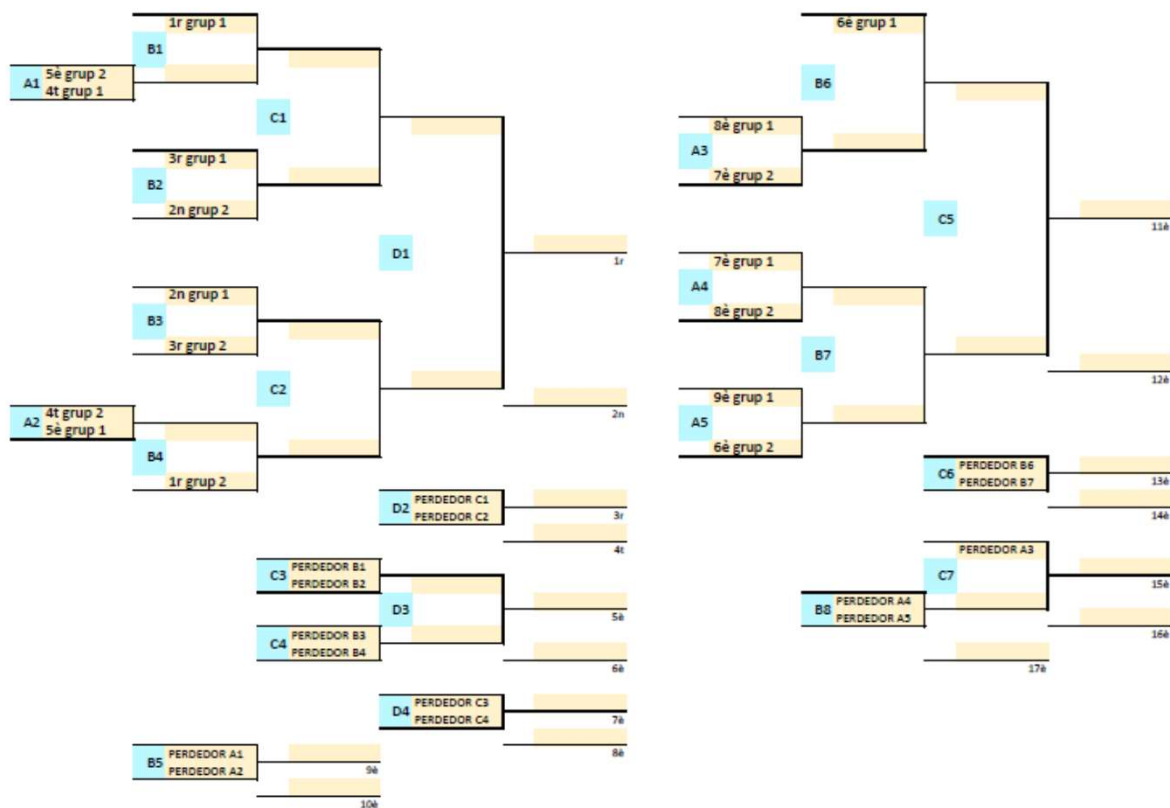 1r grup 1
B1
A1
5è grup 2
4t grup 1
C1
3r grup 1
B2
2n grup 2
D1
1r
2n grup 1
B3
3r grup 2
C2
2n
A2
4t grup 2
5è grup 1
B4
1r grup 2
D2
PERDEDOR C1
PERDEDOR C2
3r
4t
C3
PERDEDOR B1
PERDEDOR B2
D3
5è
C4
PERDEDOR B3
PERDEDOR B4
6è
D4
PERDEDOR C3
PERDEDOR C4
7è
8è
B5
PERDEDOR A1
PERDEDOR A2
9è
10è
6è grup 1
B6
8è grup 1
A3
7è grup 2
C5
11è
7è grup 1
A4
8è grup 2
B7
12è
9è grup 1
A5
6è grup 2
C6
PERDEDOR B6
PERDEDOR B7
13è
14è
PERDEDOR A3
C7
15è
B8
PERDEDOR A4
PERDEDOR A5
16è
17è